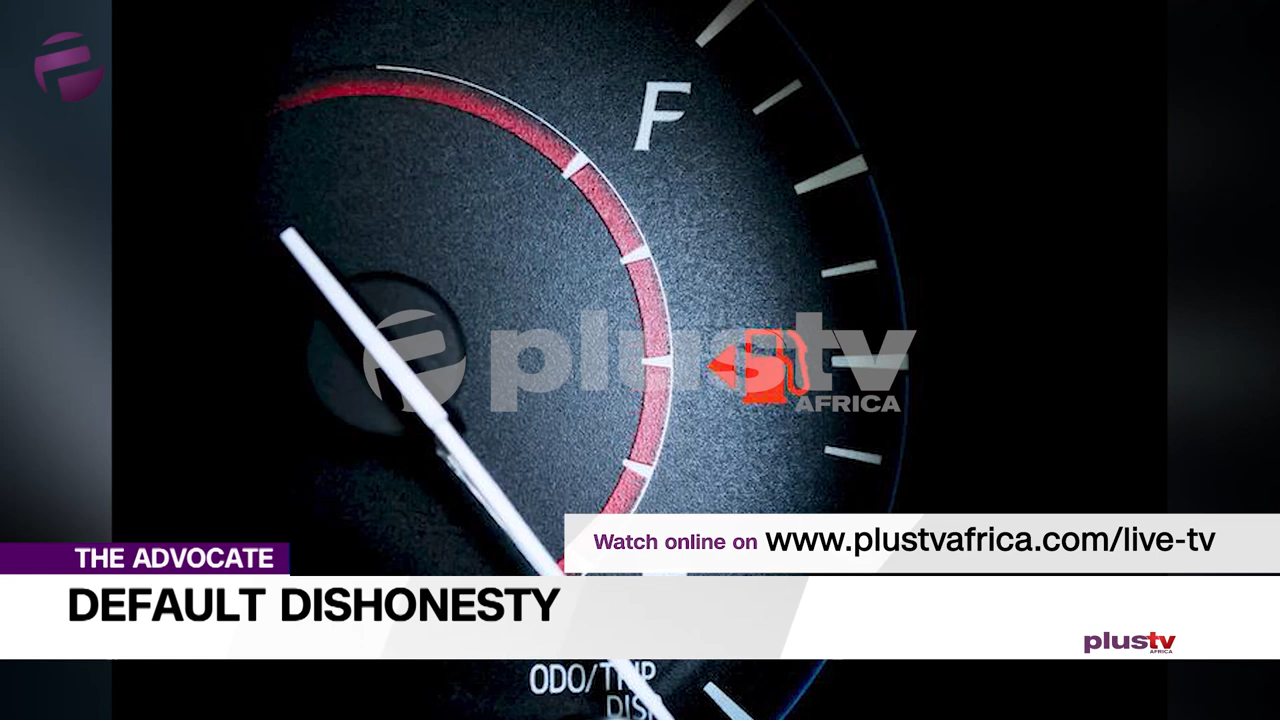 F
plustv
AFRICA
Watch online on www.plustvafrica.com/live-tv
THE ADVOCATE
DEFAULT DISHONESTY
plustv
AFRICA
ODO/TRIP